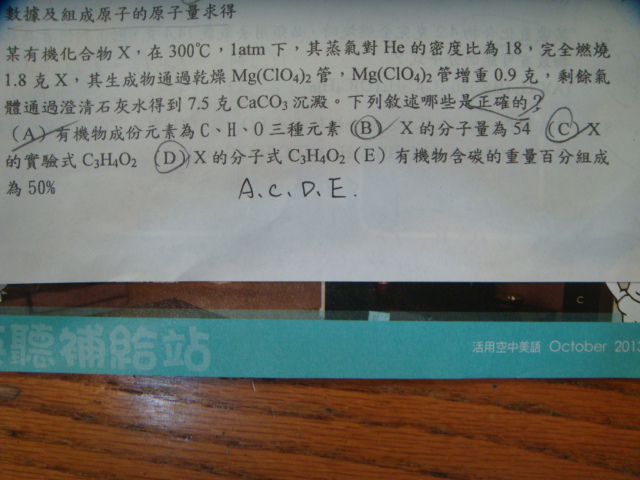 數據及組成原子的原子量求得
某有機化合物 X，在 300℃，1atm 下，其蒸氣對 He 的密度比為 18，完全燃燒
1.8 克 X，其生成物通過乾燥 Mg(ClO₄)₂ 管，Mg(ClO₄)₂ 管增重 0.9 克，剩餘氣
體通過澄清石灰水得到 7.5 克 CaCO₃ 沉澱。下列敘述哪些是正確的？
(A) 有機物成份元素為 C、H、O 三種元素 (B) X 的分子量為 54 (C) X
的實驗式 C₃H₄O₂ (D) X 的分子式 C₃H₄O₂ (E) 有機物含碳的重量百分組成
為 50%
A.C.D.E.
C
聽補給站
活用空中美語 October 2013